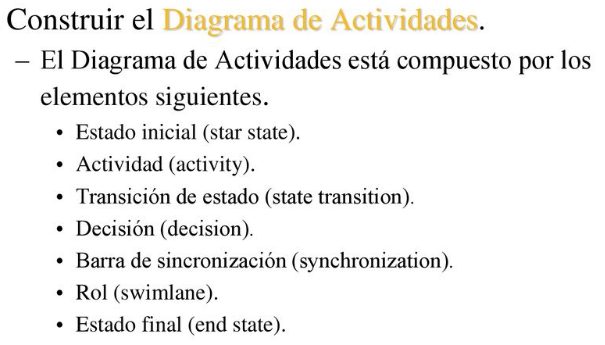 Construir el Diagrama de Actividades.
– El Diagrama de Actividades está compuesto por los
elementos siguientes.
• Estado inicial (star state).
• Actividad (activity).
• Transición de estado (state transition).
• Decisión (decision).
• Barra de sincronización (synchronization).
• Rol (swimlane).
• Estado final (end state).